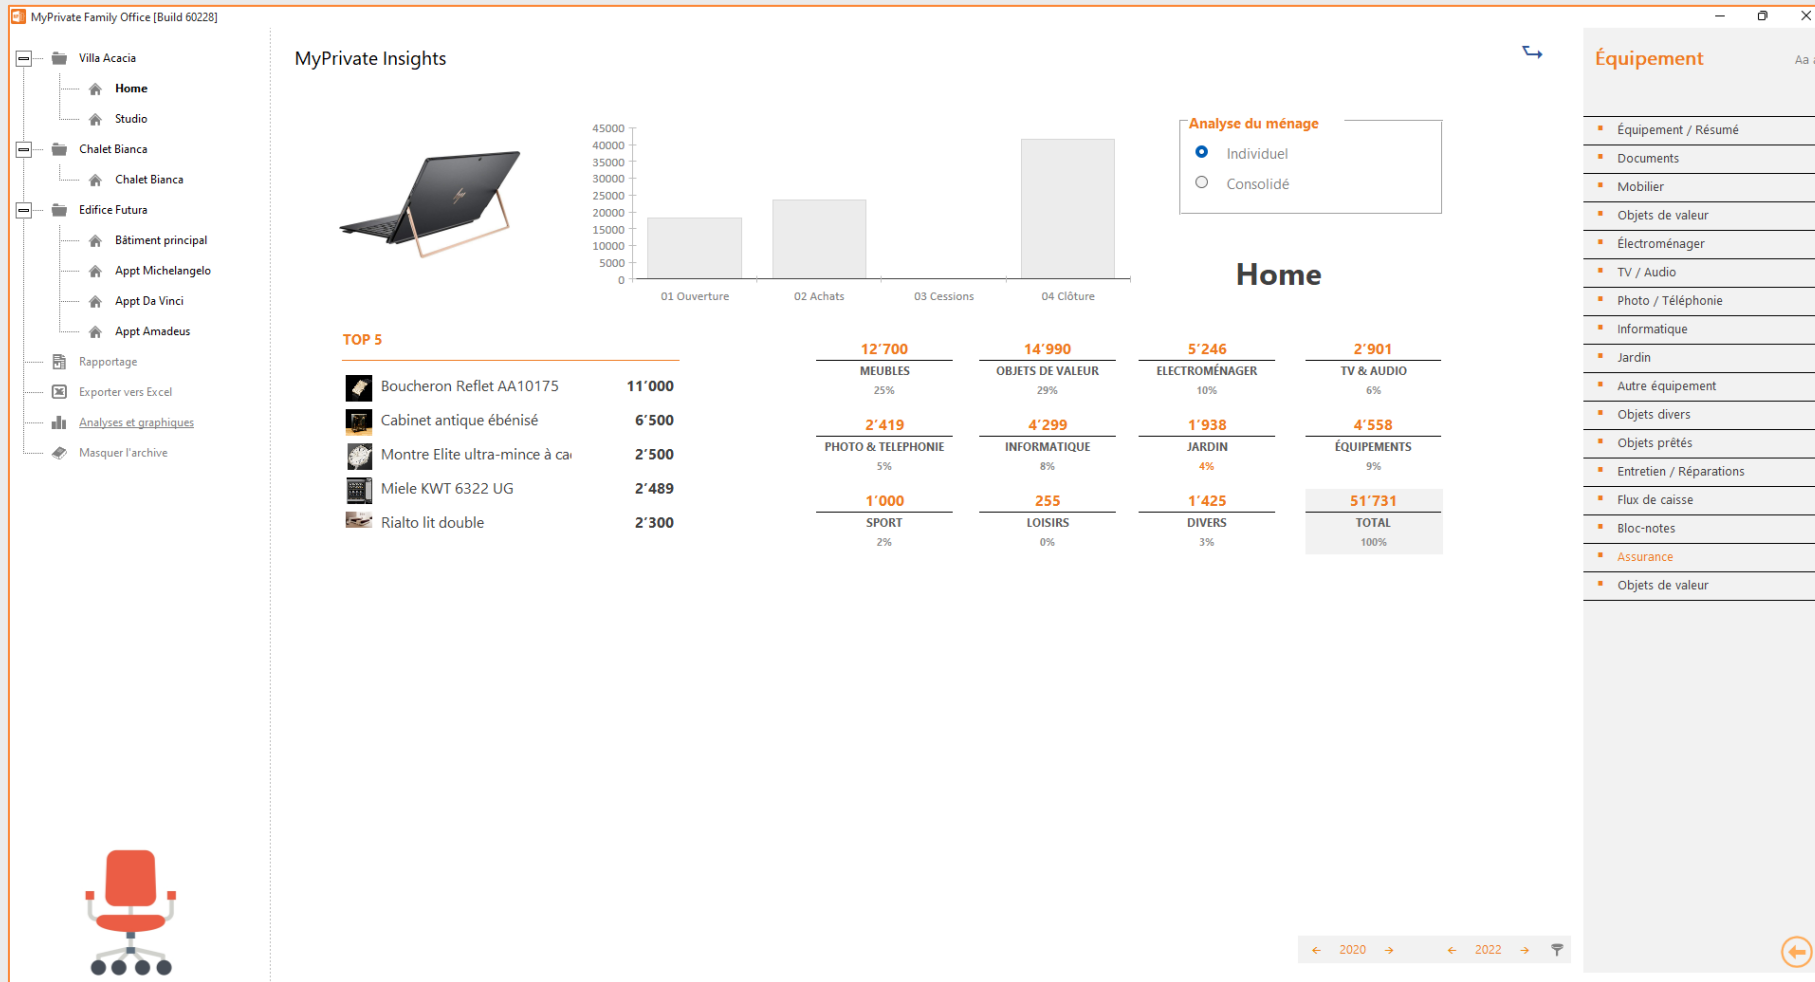 MyPrivate Family Office [Build 60228]
Villa Acacia
Home
Studio
Chalet Bianca
Chalet Bianca
Edifice Futura
Bâtiment principal
Appt Michelangelo
Appt Da Vinci
Appt Amadeus
Rapportage
Exporter vers Excel
Analyses et graphiques
Masquer l'archive
MyPrivate Insights
45000
40000
35000
30000
25000
20000
15000
10000
5000
0
01 Ouverture
02 Achats
03 Cessions
04 Clôture
Analyse du ménage
Individuel
Consolidé
Home
TOP 5
Boucheron Reflet AA10175 11’000
Cabinet antique ébénisé 6’500
Montre Elite ultra-mince à 2’500
Miele KWT 6322 UG 2’489
Rialto lit double 2’300
12’700 14’990 5’246 2’901
MEUBLES OBJETS DE VALEUR ELECTROMÉNAGER TV & AUDIO
25% 29% 10% 6%
2’419 4’299 1’938 4’558
PHOTO & TELEPHONIE INFORMATIQUE JARDIN ÉQUIPEMENTS
5% 8% 4% 9%
1’000 255 1’425 51’731
SPORT LOISIRS DIVERS TOTAL
2% 0% 3% 100%
2020 2022
Équipement
Aa
Équipement / Résumé
Documents
Mobilier
Objets de valeur
Électroménager
TV / Audio
Photo / Téléphonie
Informatique
Jardin
Autre équipement
Objets divers
Objets prêtés
Entretien / Réparations
Flux de caisse
Bloc-notes
Assurance
Objets de valeur